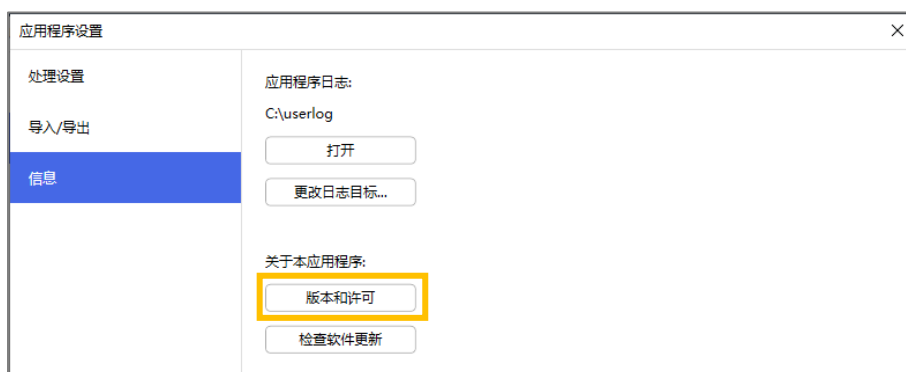 应用程序设置
处理设置
导入/导出
信息
应用程序日志:
C:\userlog
打开
更改日志目标...
关于本应用程序:
版本和许可
检查软件更新